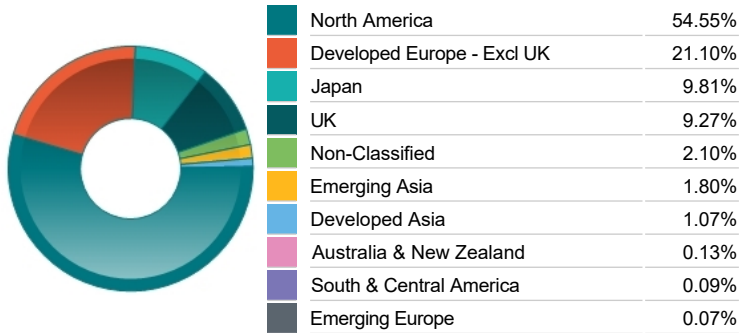 North America 54.55%
Developed Europe - Excl UK 21.10%
Japan 9.81%
UK 9.27%
Non-Classified 2.10%
Emerging Asia 1.80%
Developed Asia 1.07%
Australia & New Zealand 0.13%
South & Central America 0.09%
Emerging Europe 0.07%